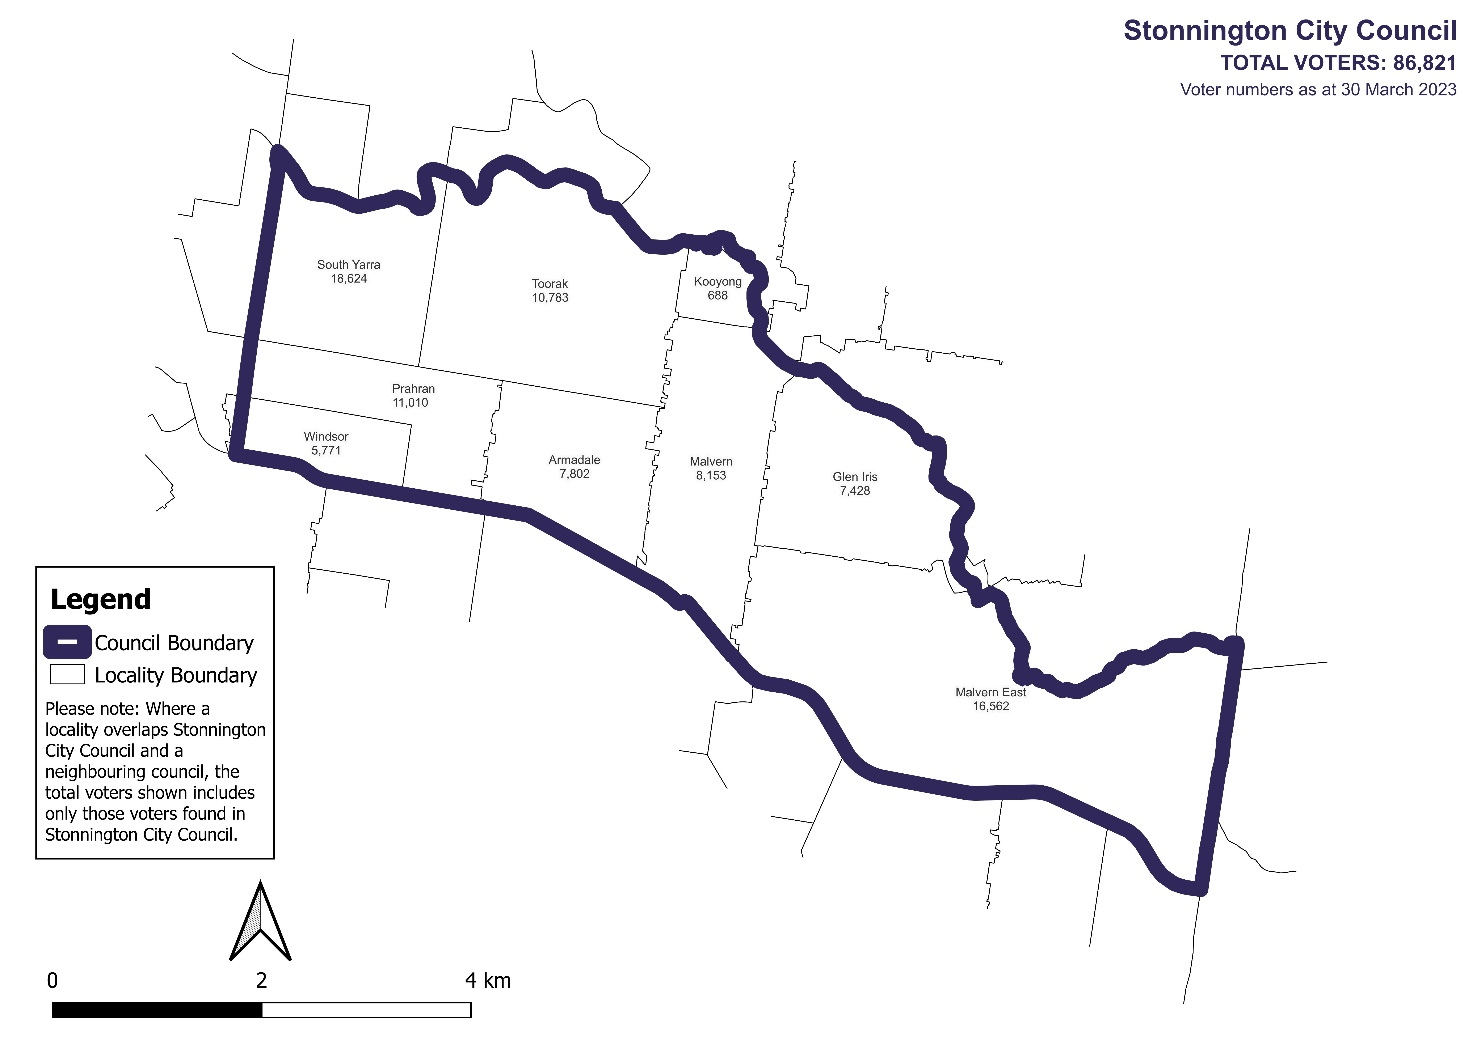 Stonnington City Council
TOTAL VOTERS: 86,821
Voter numbers as at 30 March 2023
South Yarra
18,624
Toorak
10,783
Kooyong
688
Prahran
11,010
Windsor
5,771
Armadale
7,802
Malvern
8,153
Glen Iris
7,428
Malvern East
16,562
Legend
Council Boundary
Locality Boundary
Please note: Where a
locality overlaps Stonnington
City Council and a
neighbouring council, the
total voters shown includes
only those voters found in
Stonnington City Council.
0 2 4 km